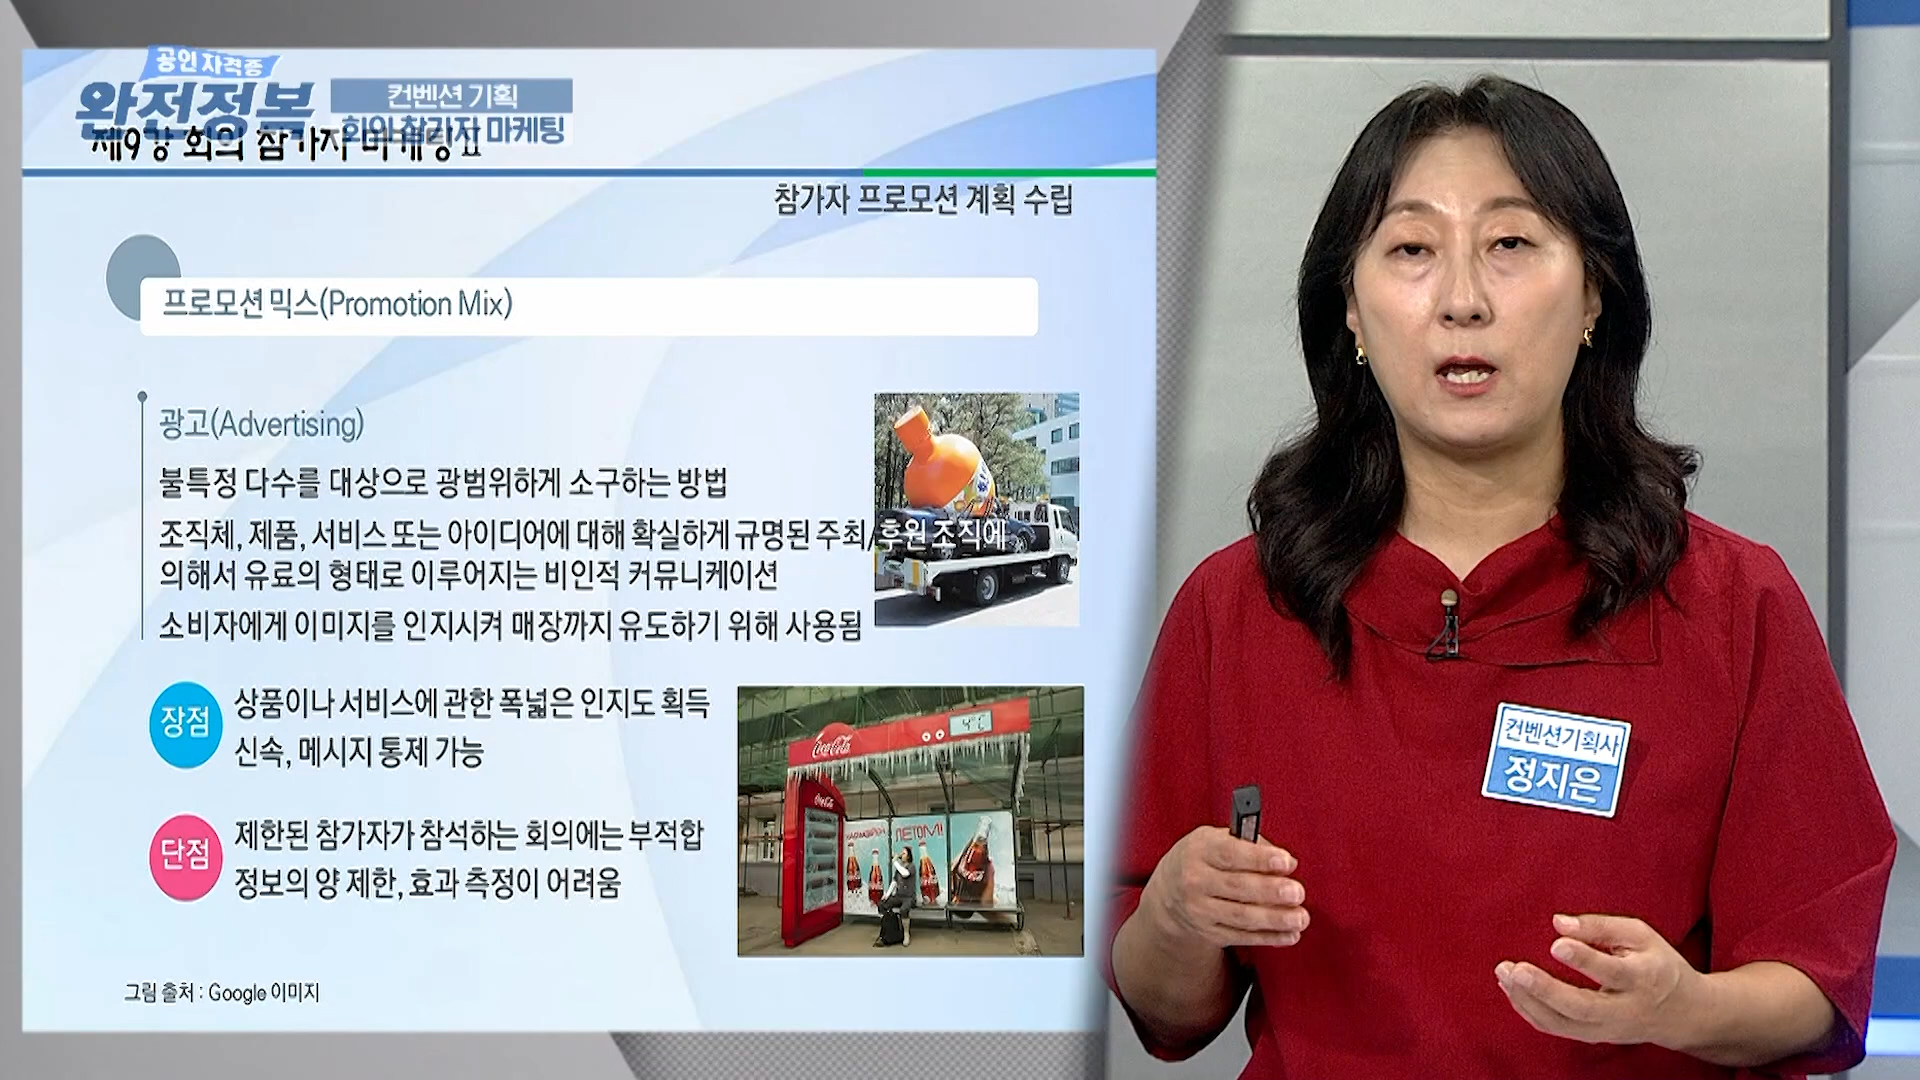 공인 자격증
완전정복
컨벤션 기획
회의 참가자 마케팅
제9강 회의 참가자 마케팅Ⅱ
참가자 프로모션 계획 수립
프로모션 믹스(Promotion Mix)
광고(Advertising)
불특정 다수를 대상으로 광범위하게 소구하는 방법
조직체, 제품, 서비스 또는 아이디어에 대해 확실하게 규명된 주최/후원 조직에
의해서 유료의 형태로 이루어지는 비인적 커뮤니케이션
소비자에게 이미지를 인지시켜 매장까지 유도하기 위해 사용됨
장점
상품이나 서비스에 관한 폭넓은 인지도 획득
신속, 메시지 통제 가능
단점
제한된 참가자가 참석하는 회의에는 부적합
정보의 양 제한, 효과 측정이 어려움
Coca-Cola
4°C
Coca-Cola
그림 출처 : Google 이미지
컨벤션기획사
정지은